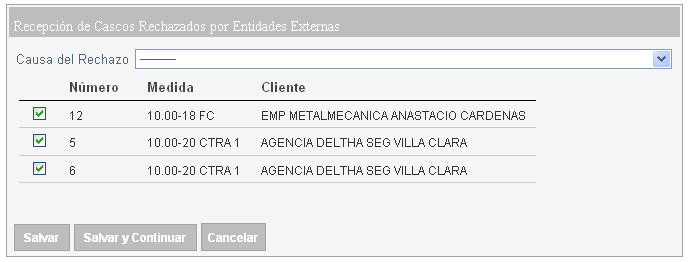 Recepción de Cascos Rechazados por Entidades Externas
Causa del Rechazo ---------
Número Medida Cliente
12 10.00-18 FC EMP METALMECANICA ANASTACIO CARDENAS
5 10.00-20 CTRA 1 AGENCIA DELTHA SEG VILLA CLARA
6 10.00-20 CTRA 1 AGENCIA DELTHA SEG VILLA CLARA
Salvar Salvar y Continuar Cancelar